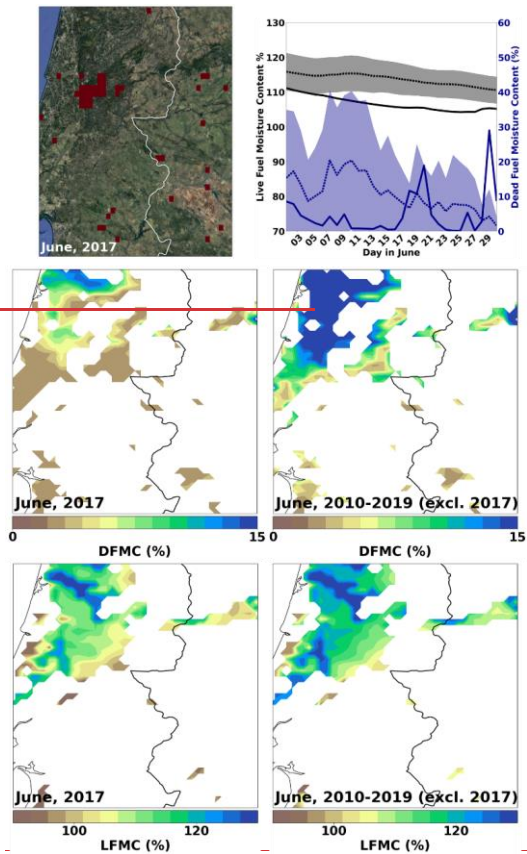 June, 2017
Live Fuel Moisture Content %
130
120
110
100
90
80
70
60
50
40
30
20
10
0
Dead Fuel Moisture Content (%)
03 05 07 09 11 13 15 17 19 21 23 25 27 29
Day in June
June, 2017
0 15
DFMC (%)
June, 2010-2019 (excl. 2017)
0 15
DFMC (%)
June, 2017
100 120
LFMC (%)
June, 2010-2019 (excl. 2017)
100 120
LFMC (%)